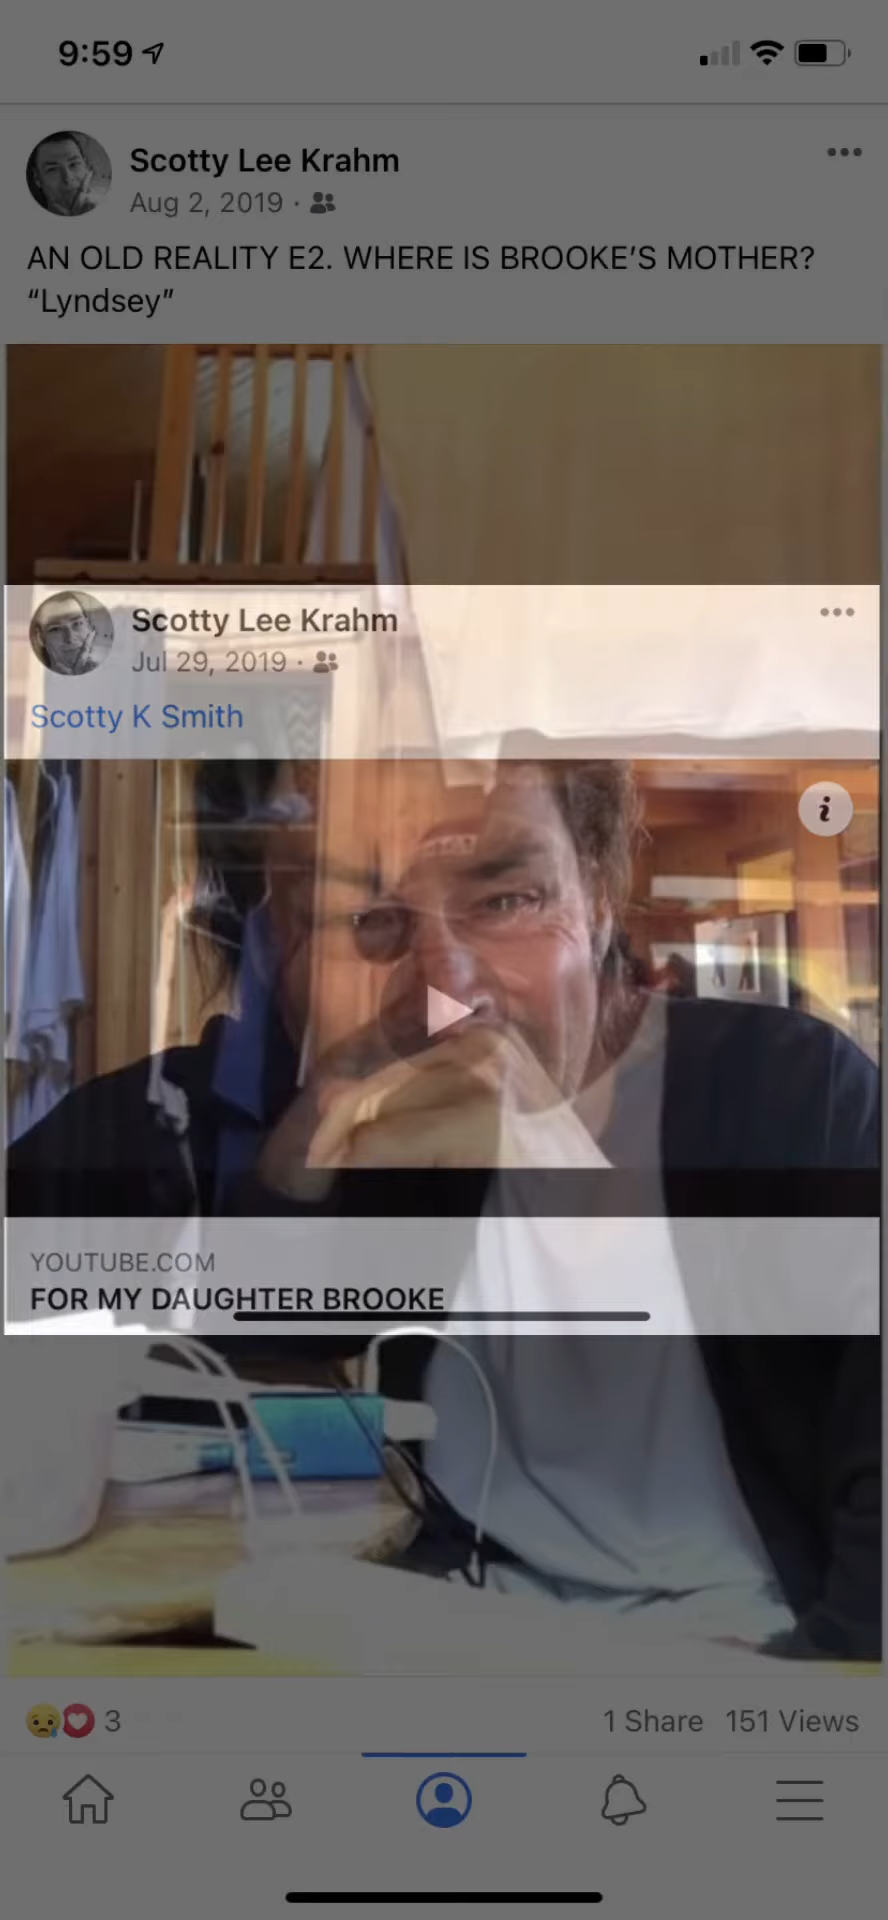 9:59
Scotty Lee Krahm
Aug 2, 2019 ·
AN OLD REALITY E2. WHERE IS BROOKE'S MOTHER?
“Lyndsey”
Scotty Lee Krahm
Jul 29, 2019 ·
Scotty K Smith
i
YOUTUBE.COM
FOR MY DAUGHTER BROOKE
3
1 Share 151 Views